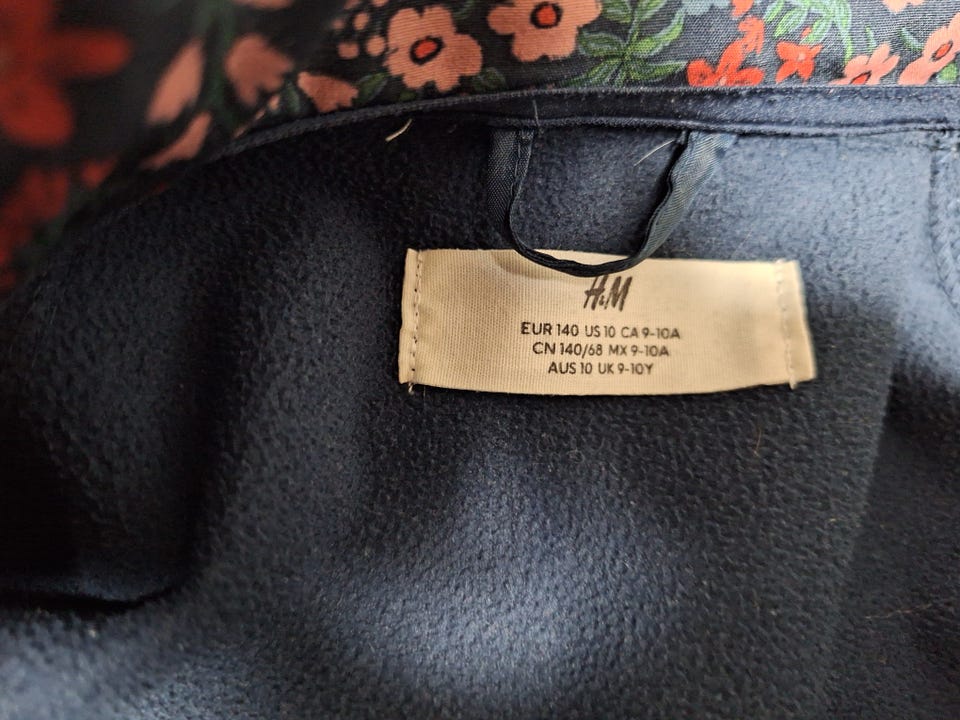 H&M
EUR 140 US 10 CA 9-10A
CN 140/68 MX 9-10A
AUS 10 UK 9-10Y